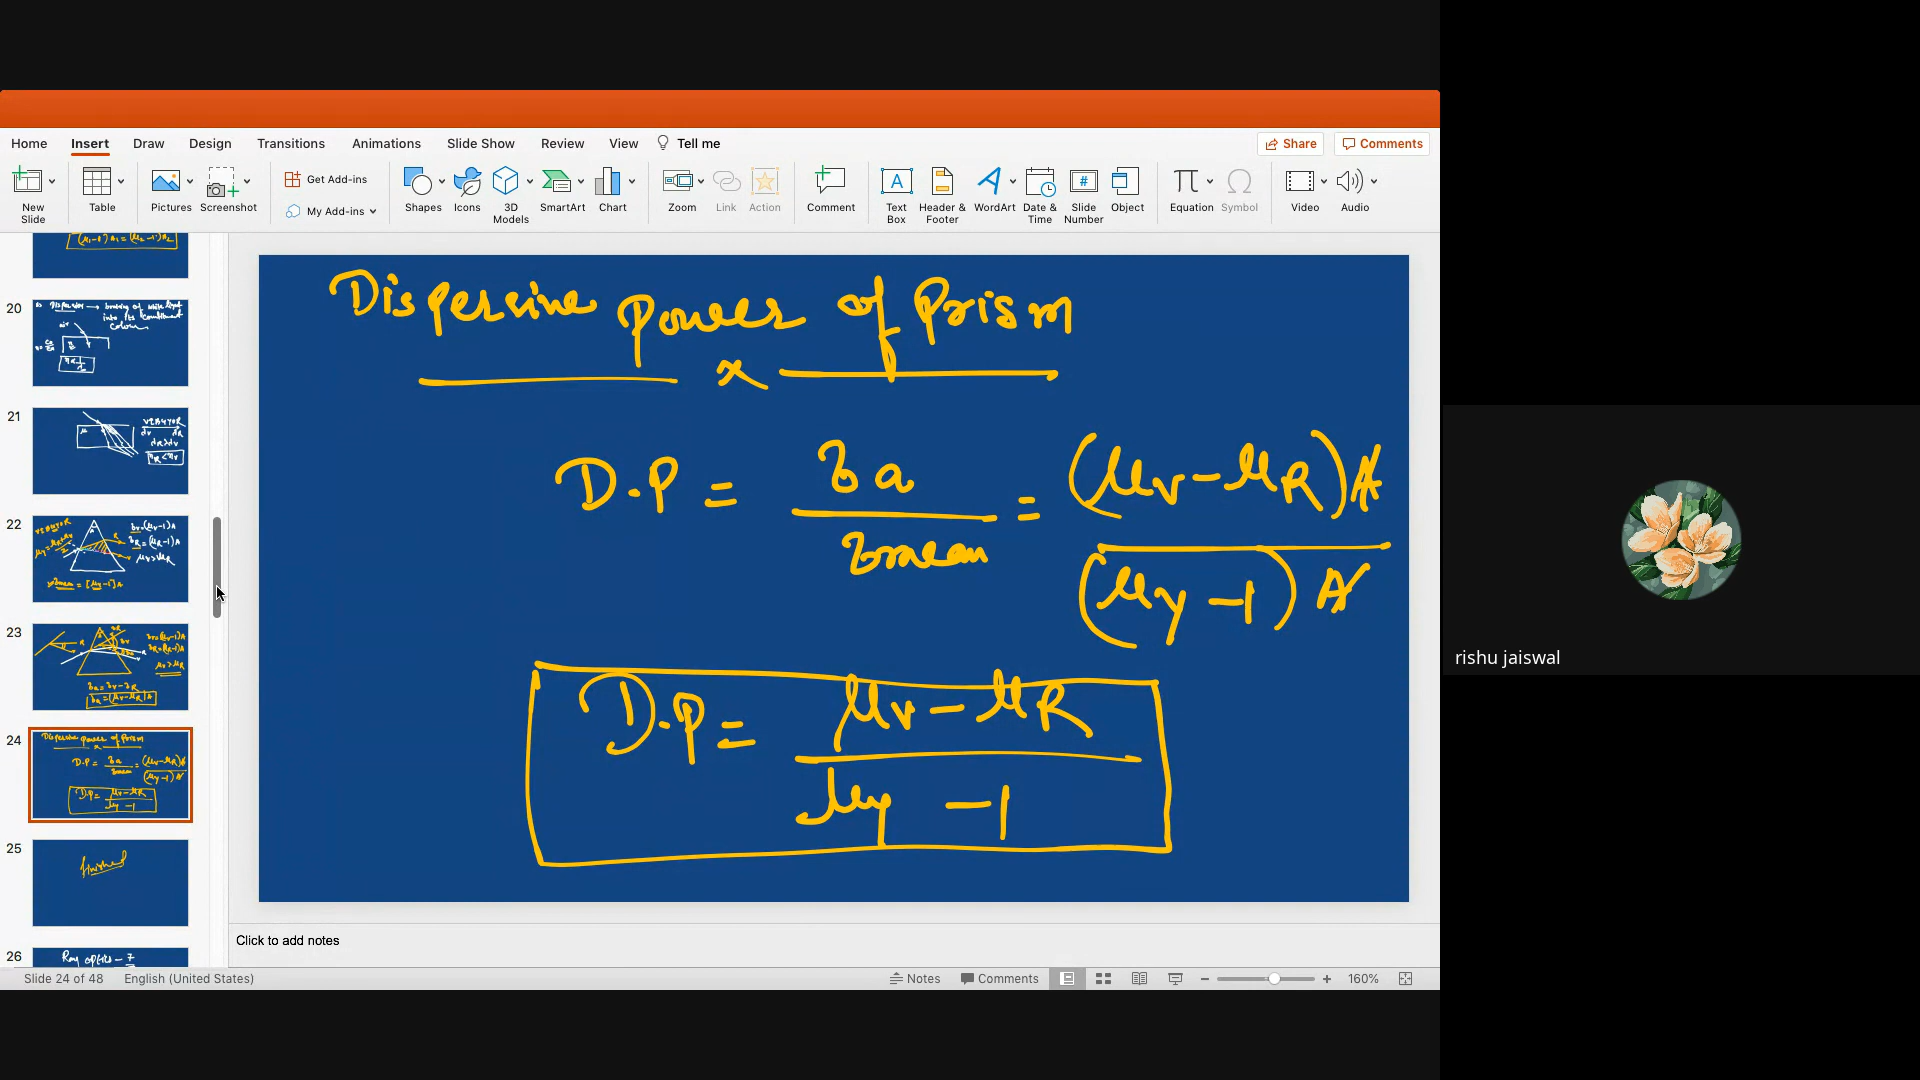 Home Insert Draw Design Transitions Animations Slide Show Review View Tell me Share Comments
New Slide Table Pictures Screenshot Get Add-ins My Add-ins Shapes Icons 3D Models SmartArt Chart Zoom Link Action Comment Text Box Header & Footer WordArt Date & Time Slide Number Object Equation Symbol Video Audio
20
21
22
23
24
25
finished
26
Ray optics - 7
Dispersive power of Prism
x
D.P = δa / δmean = (μv - μR) A / (μy - 1) A
D.P = μv - μR / μy - 1
Click to add notes
Slide 24 of 48 English (United States) Notes Comments 160%
rishu jaiswal